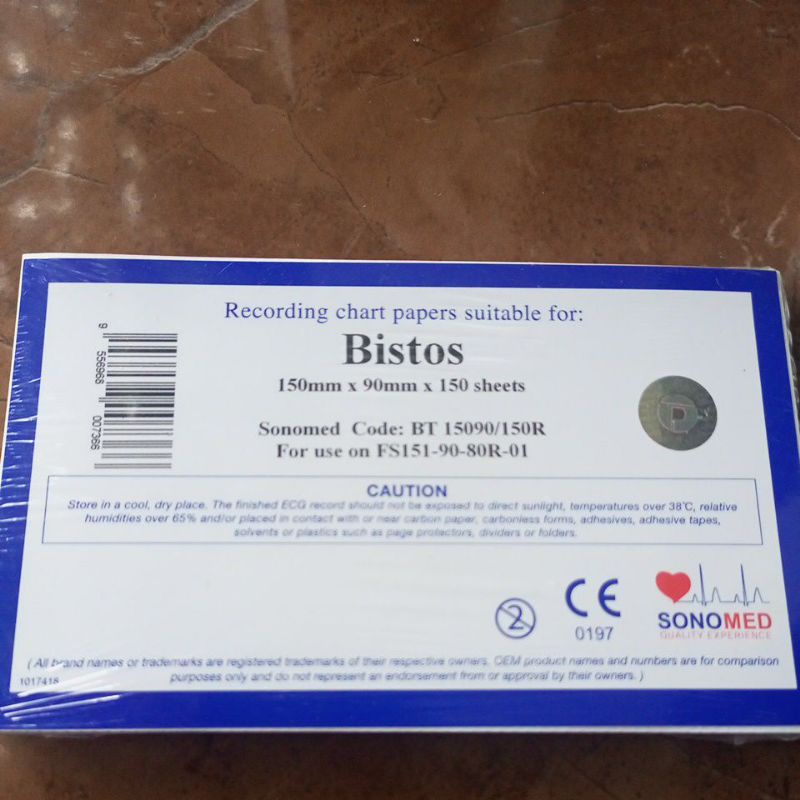 Recording chart papers suitable for:
Bistos
150mm x 90mm x 150 sheets
Sonomed Code: BT 15090/150R
For use on FS151-90-80R-01
9 556968 007366
P
CAUTION
Store in a cool, dry place. The finished ECG record should not be exposed to direct sunlight, temperatures over 38°C, relative
humidities over 65% and/or placed in contact with or near carbon paper, carbonless forms, adhesives, adhesive tapes,
solvents or plastics such as page protectors, dividers or folders.
2
CE
0197
SONOMED
QUALITY EXPERIENCE
( All brand names or trademarks are registered trademarks of their respective owners. OEM product names and numbers are for comparison
purposes only and do not represent an endorsement from or approval by their owners. )
1017418